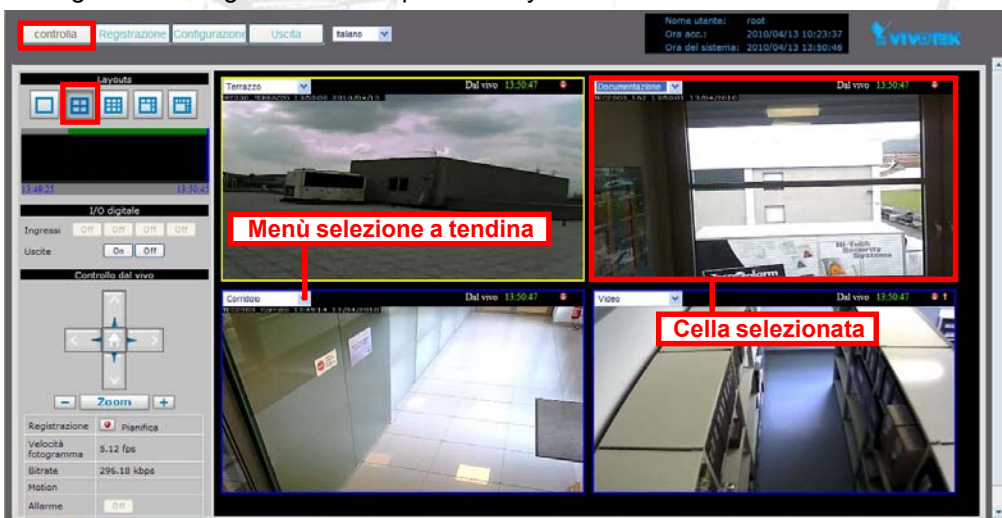 controlla Registrazione Configurazione Uscita Italiano
Nome utente: root
Ora acc.: 2010/04/13 10:23:37
Ora del sistema: 2010/04/13 13:50:46
VIVOTEK
Layouts
13:49:25 13:50:45
I/O digitale
Ingressi Off Off Off Off
Uscite On Off
Controllo dal vivo
Zoom
Registrazione Pianifica
Velocità fotogramma 5.12 fps
Bitrate 296.18 kbps
Motion
Allarme Off
Terrazzo Dal vivo 13:50:47
Documentazione Dal vivo 13:50:47
Hi-Tech
Security
Systems
Menù selezione a tendina
Corridoio Dal vivo 13:50:47
Video Dal vivo 13:50:47
Cella selezionata